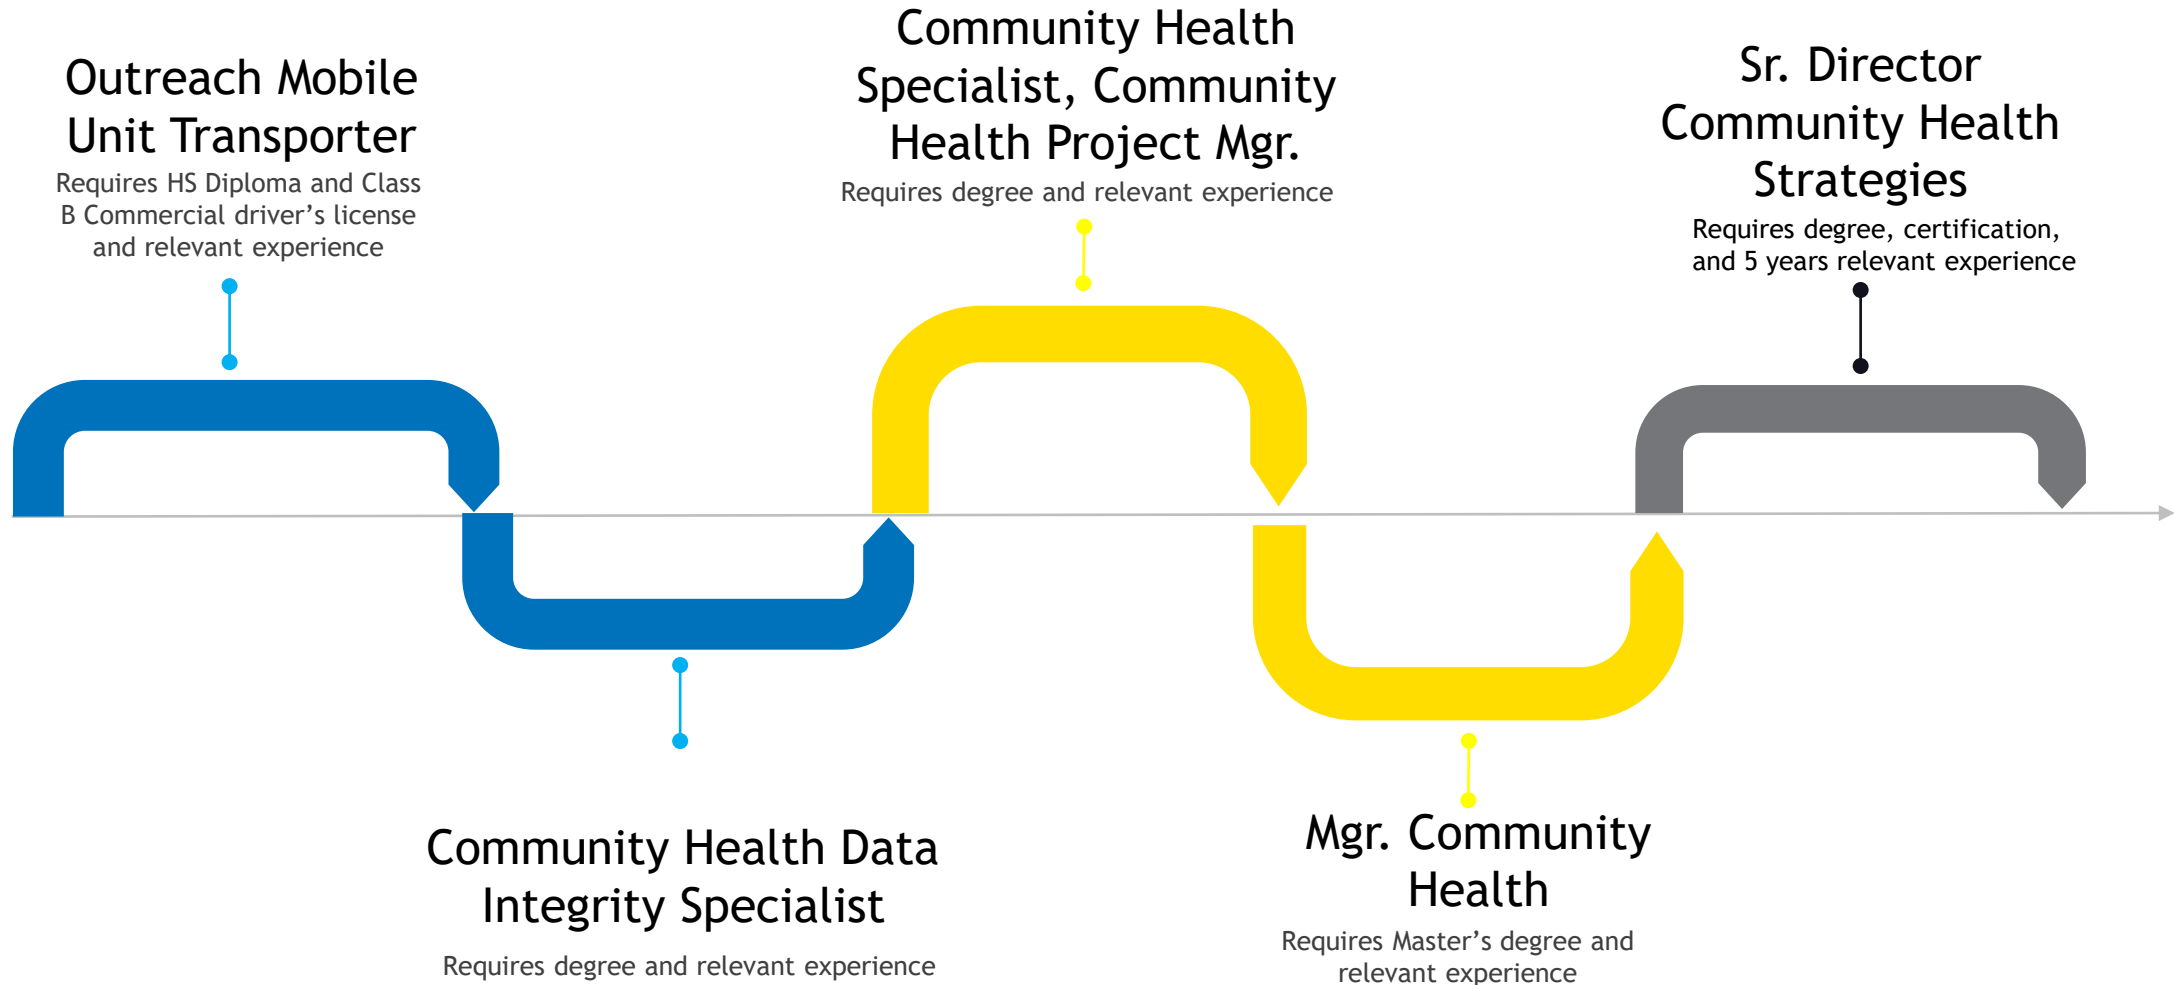 Outreach Mobile
Unit Transporter
Requires HS Diploma and Class
B Commercial driver’s license
and relevant experience
Community Health Data
Integrity Specialist
Requires degree and relevant experience
Community Health
Specialist, Community
Health Project Mgr.
Requires degree and relevant experience
Mgr. Community
Health
Requires Master’s degree and
relevant experience
Sr. Director
Community Health
Strategies
Requires degree, certification,
and 5 years relevant experience